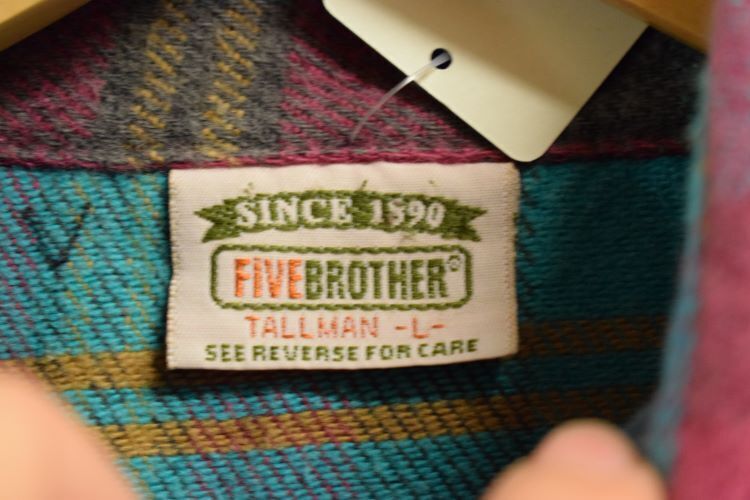 SINCE 1890
FiVEBROTHER®
TALLMAN -L-
SEE REVERSE FOR CARE